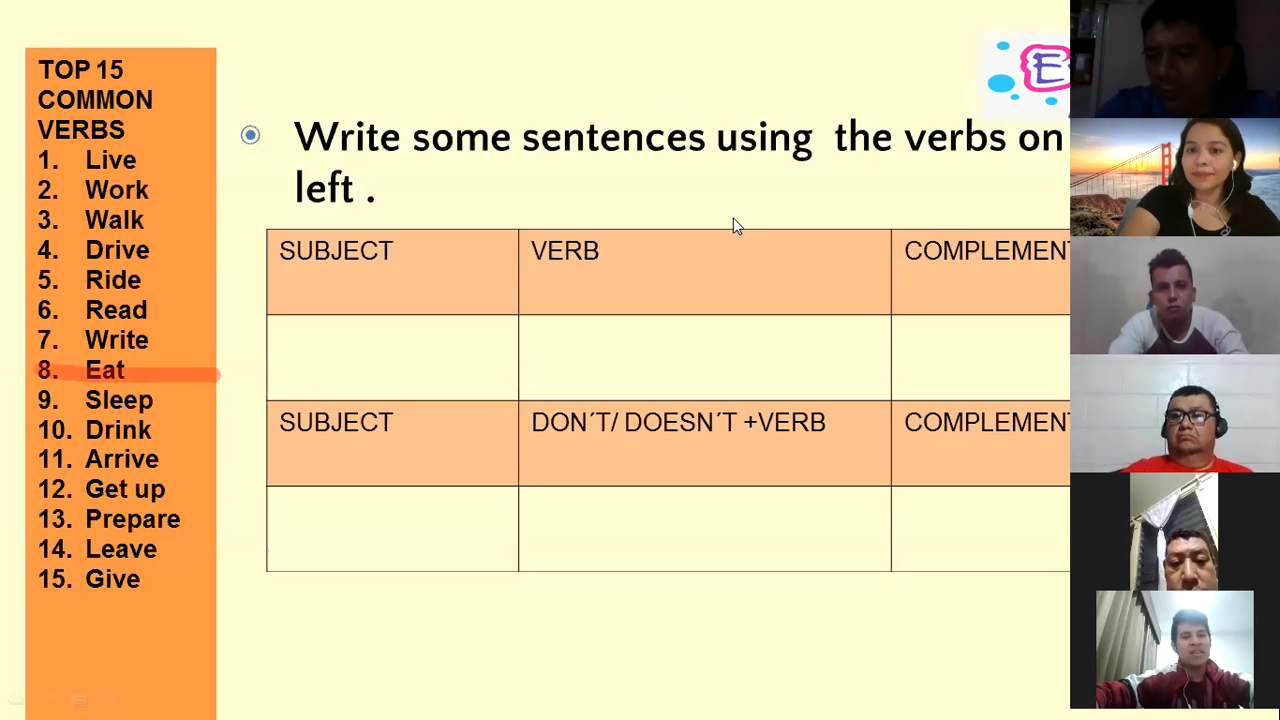 TOP 15
COMMON
VERBS
1. Live
2. Work
3. Walk
4. Drive
5. Ride
6. Read
7. Write
8. Eat
9. Sleep
10. Drink
11. Arrive
12. Get up
13. Prepare
14. Leave
15. Give
E
Write some sentences using the verbs on
left .
SUBJECT VERB COMPLEMENT
SUBJECT DON´T/ DOESN´T +VERB COMPLEMENT